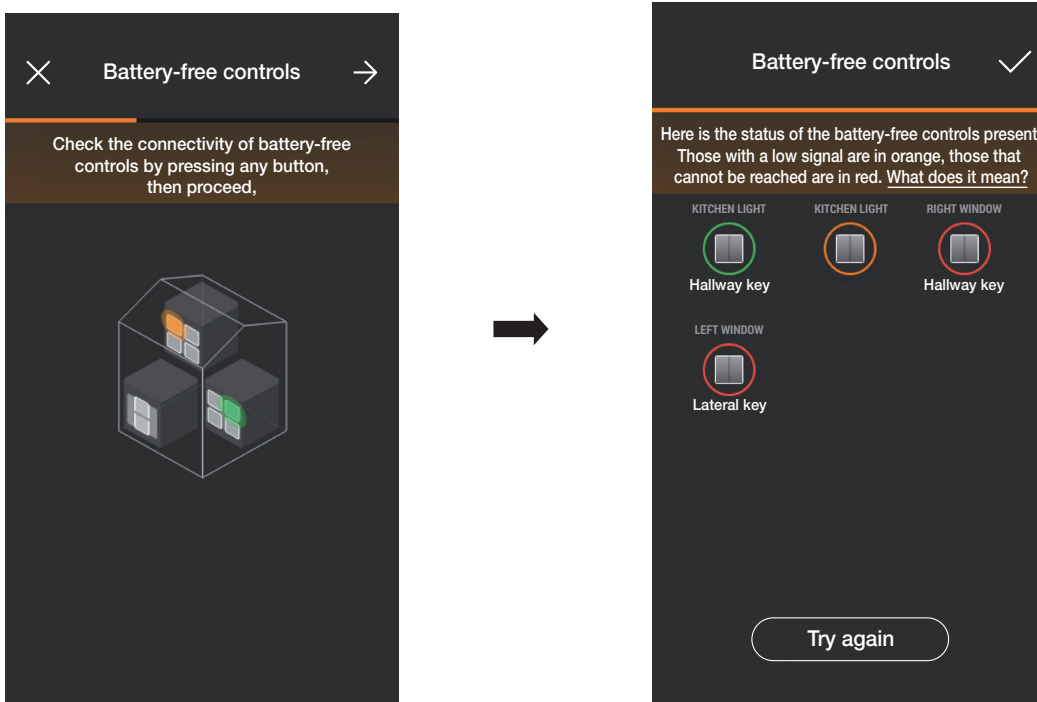 Battery-free controls
Check the connectivity of battery-free
controls by pressing any button,
then proceed,
Battery-free controls
Here is the status of the battery-free controls present
Those with a low signal are in orange, those that
cannot be reached are in red. What does it mean?
KITCHEN LIGHT
Hallway key
KITCHEN LIGHT
RIGHT WINDOW
Hallway key
LEFT WINDOW
Lateral key
Try again